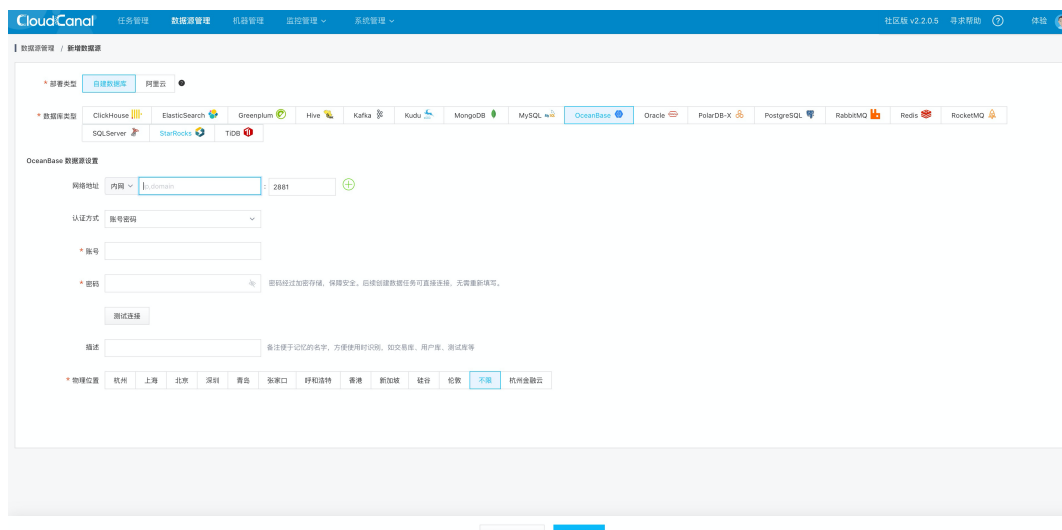 CloudCanal 任务管理 数据源管理 机器管理 监控管理 系统管理 社区版 v2.2.0.5 寻求帮助 体验
数据源管理 / 新增数据源
* 部署类型 自建数据库 阿里云
* 数据库类型 ClickHouse ElasticSearch Greenplum Hive Kafka Kudu MongoDB MySQL OceanBase Oracle PolarDB-X PostgreSQL RabbitMQ Redis RocketMQ
SQLServer StarRocks TiDB
OceanBase 数据源设置
网络地址 内网 ip,domain : 2881
认证方式 账号密码
* 账号
* 密码 密码经过加密存储，保障安全。后续创建数据任务可直接连接，无需重新填写。
测试连接
描述 备注便于记忆的名字，方便使用时识别，如交易库、用户库、测试库等
* 物理位置 杭州 上海 北京 深圳 青岛 张家口 呼和浩特 香港 新加坡 硅谷 伦敦 不限 杭州金融云